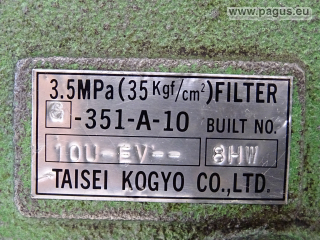 www.pagus.eu
3.5MPa(35Kgf/cm²)FILTER
-351-A-10 BUILT NO.
10U-EV-- 8HW
TAISEI KOGYO CO.,LTD.